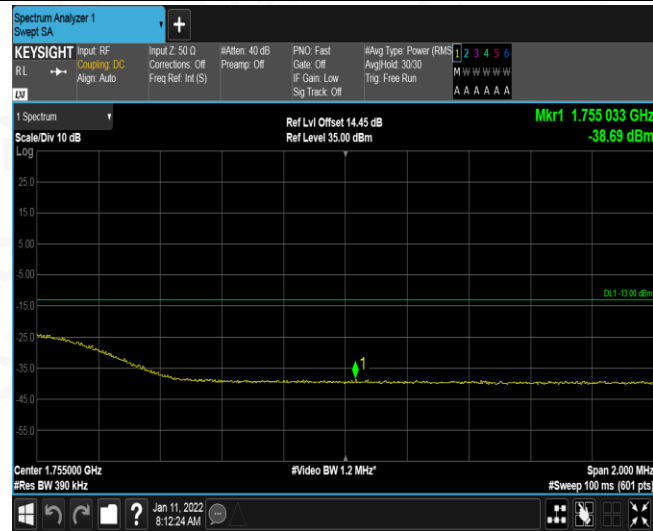 Spectrum Analyzer 1
Swept SA
+
KEYSIGHT Input: RF Input Z: 50 Ω #Atten: 40 dB PNO: Fast #Avg Type: Power (RMS 1 2 3 4 5 6
RL Coupling: DC Corrections: Off Preamp: Off Gate: Off Avg|Hold: 30/30 M W W W W W
Align: Auto Freq Ref: Int (S) IF Gain: Low Trig: Free Run
LXI Sig Track: Off A A A A A A
1 Spectrum Ref Lvl Offset 14.45 dB Mkr1 1.755 033 GHz
Scale/Div 10 dB Ref Level 35.00 dBm -38.69 dBm
Log
25.0
15.0
5.00
-5.00
DL1 -13.00 dBm
-15.0
-25.0
-35.0
1
-45.0
-55.0
Center 1.755000 GHz #Video BW 1.2 MHz* Span 2.000 MHz
#Res BW 390 kHz #Sweep 100 ms (601 pts)
? Jan 11, 2022
8:12:24 AM